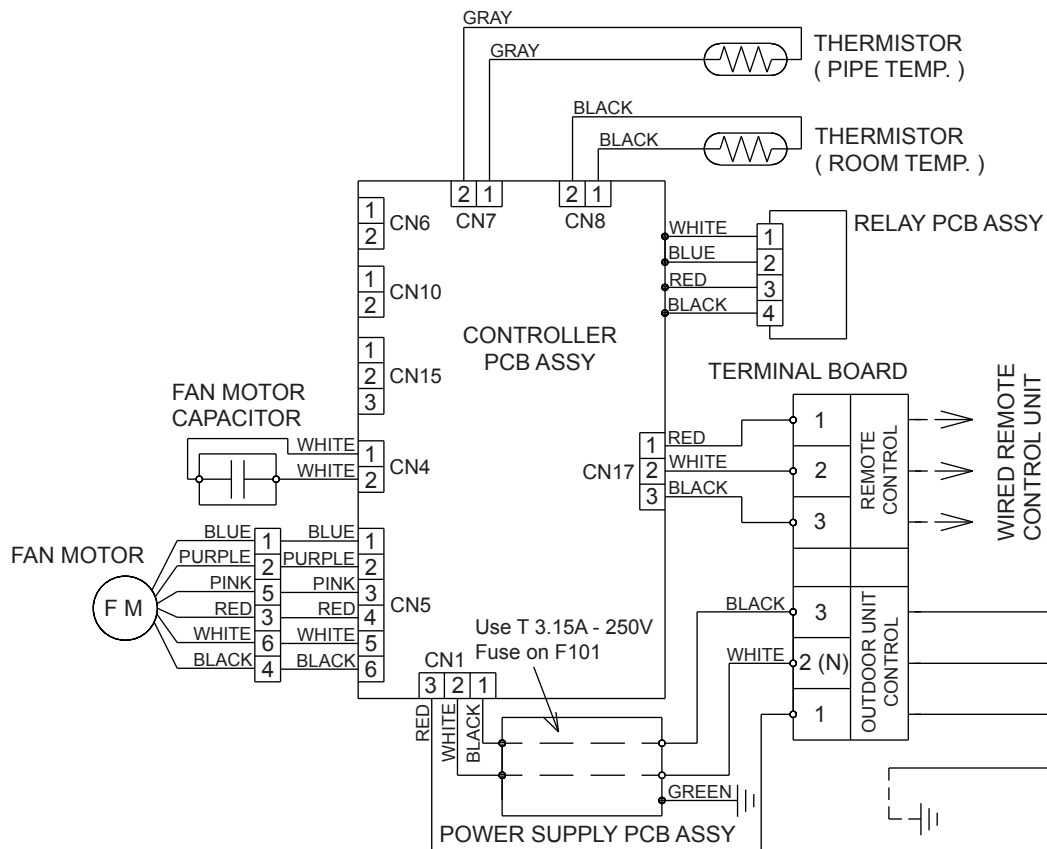 GRAY
GRAY
THERMISTOR
( PIPE TEMP. )
BLACK
BLACK
THERMISTOR
( ROOM TEMP. )
2 1
CN7
2 1
CN8
1
2
CN6
1
2
CN10
1
2
3
CN15
CONTROLLER
PCB ASSY
WHITE
BLUE
RED
BLACK
1
2
3
4
RELAY PCB ASSY
FAN MOTOR
CAPACITOR
WHITE
WHITE
1
2
CN4
TERMINAL BOARD
CN17
1
2
3
RED
WHITE
BLACK
1
2
3
REMOTE
CONTROL
WIRED REMOTE
CONTROL UNIT
FAN MOTOR
F M
BLUE 1 BLUE 1
PURPLE 2 PURPLE 2
PINK 5 PINK 3
RED 3 RED 4
WHITE 6 WHITE 5
BLACK 4 BLACK 6
CN5
BLACK
WHITE
3
2 (N)
1
OUTDOOR UNIT
CONTROL
Use T 3.15A - 250V
Fuse on F101
CN1
3 2 1
RED
WHITE
BLACK
GREEN
POWER SUPPLY PCB ASSY